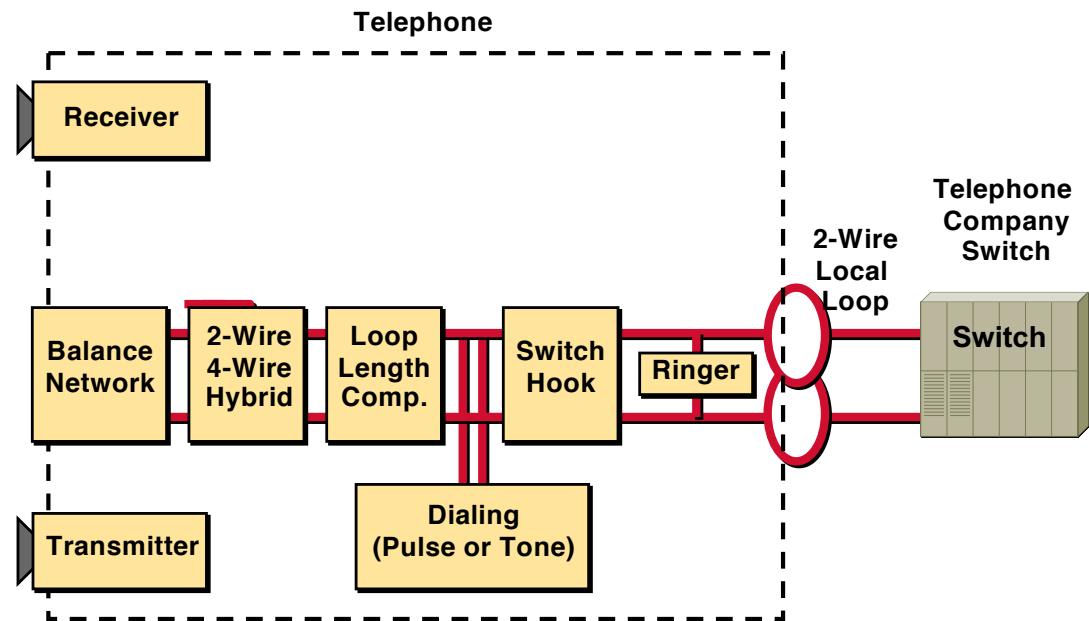 Telephone
Receiver
Telephone
Company
Switch
2-Wire
Local
Loop
Balance
Network
2-Wire
4-Wire
Hybrid
Loop
Length
Comp.
Switch
Hook
Ringer
Switch
Transmitter
Dialing
(Pulse or Tone)